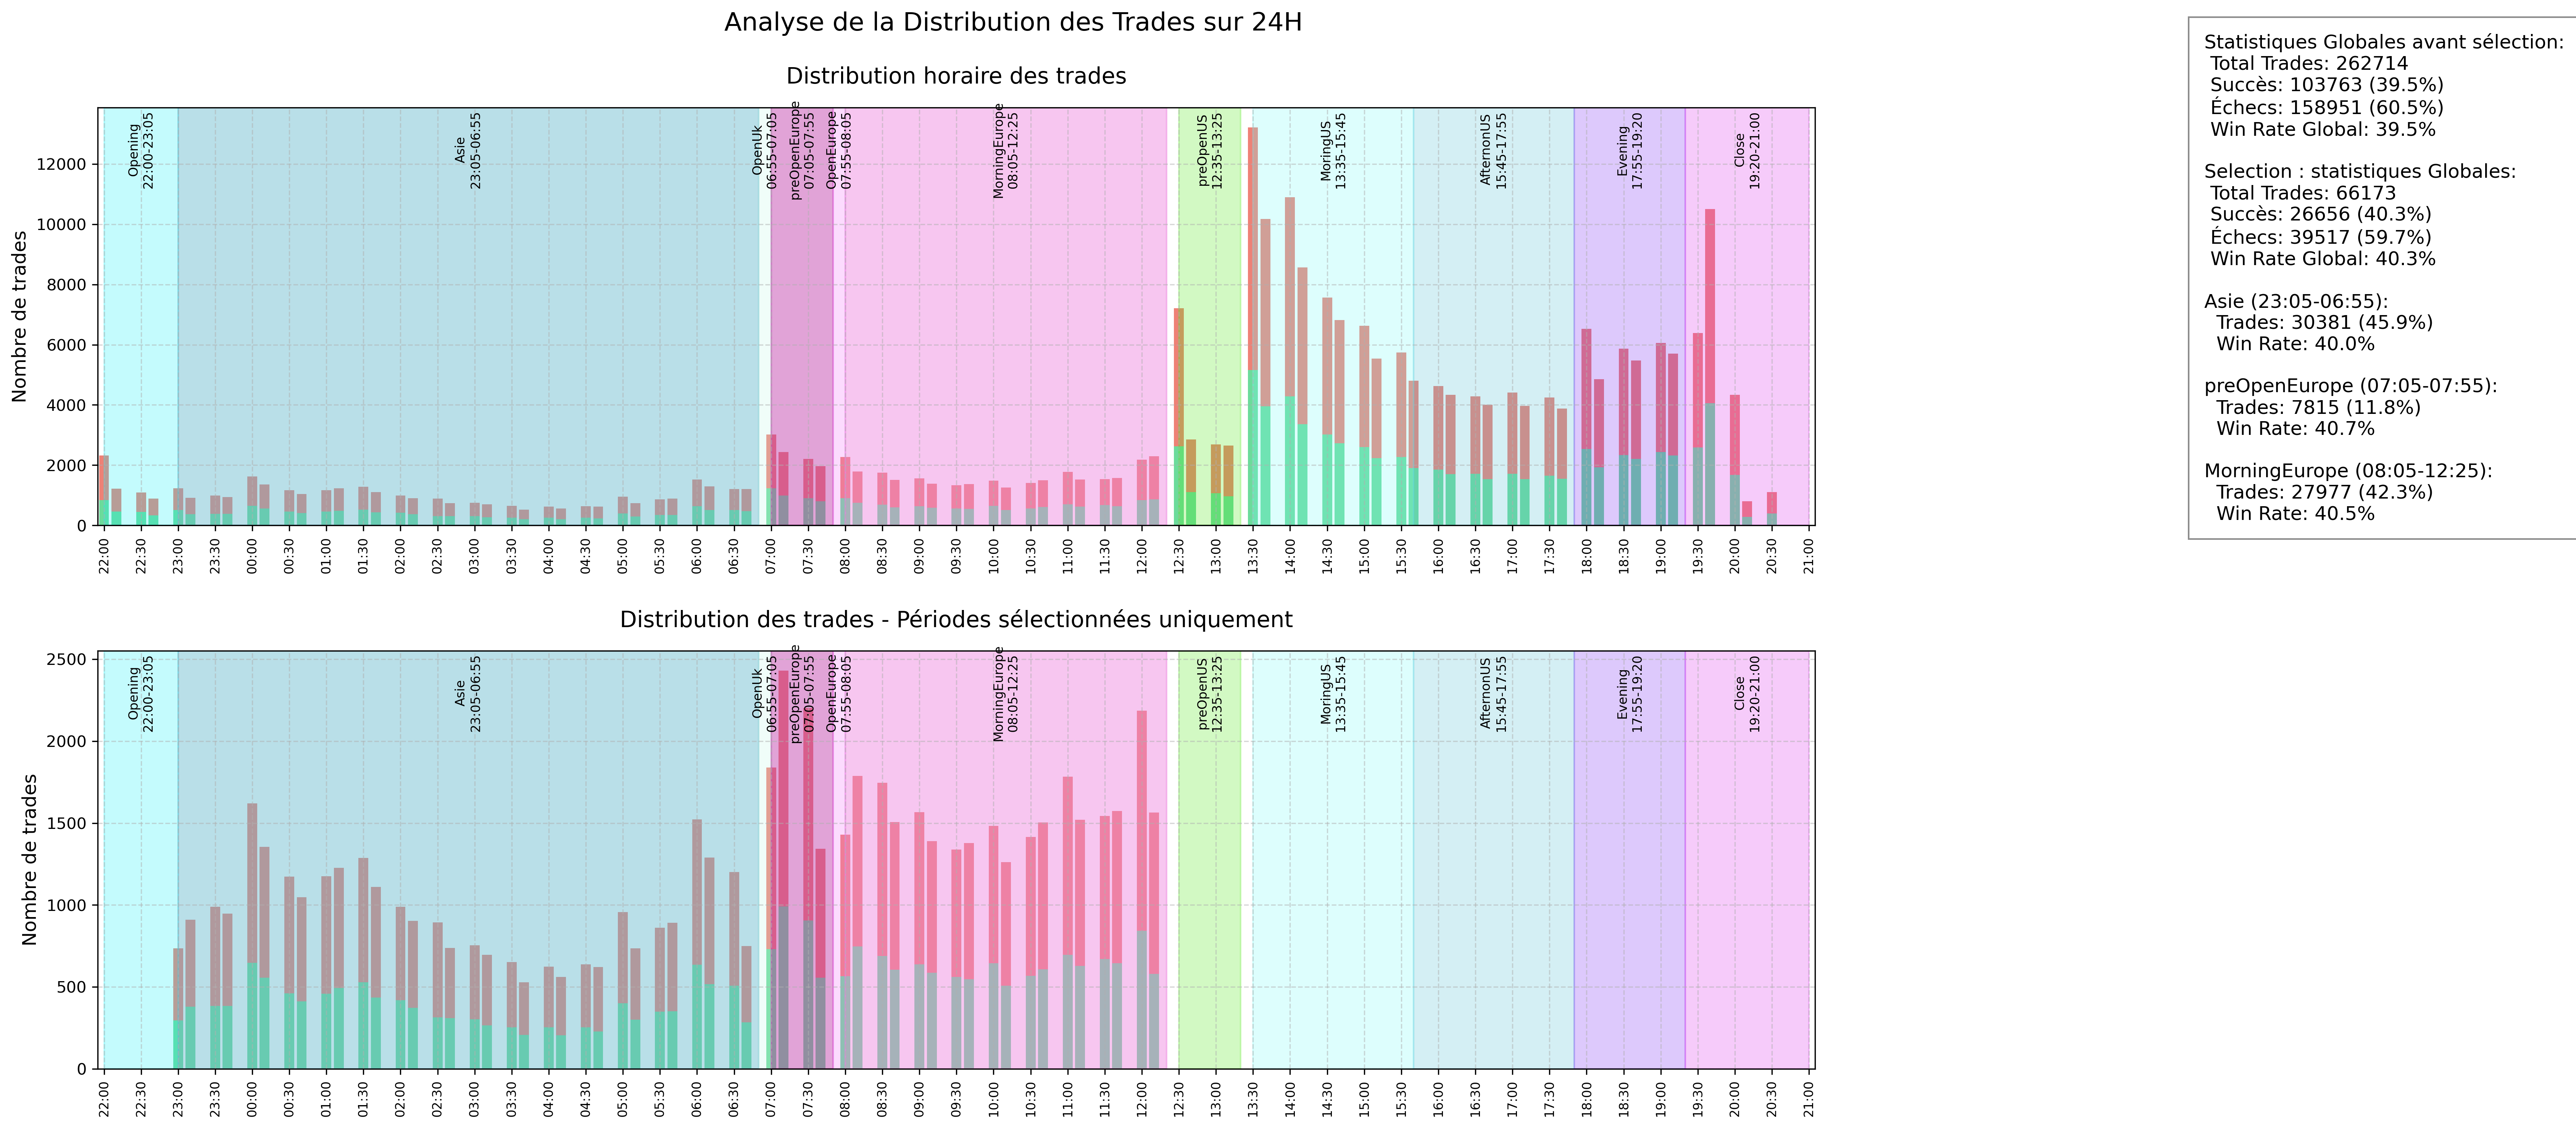 Analyse de la Distribution des Trades sur 24H
Distribution horaire des trades
Nombre de trades
12000
10000
8000
6000
4000
2000
0
Opening
22:00-23:05
Asie
23:05-06:55
OpenUk
06:55-07:05
preOpenEurope
07:05-07:55
OpenEurope
07:55-08:05
MorningEurope
08:05-12:25
preOpenUS
12:35-13:25
MoringUS
13:35-15:45
AfternonUS
15:45-17:55
Evening
17:55-19:20
Close
19:20-21:00
22:00
22:30
23:00
23:30
00:00
00:30
01:00
01:30
02:00
02:30
03:00
03:30
04:00
04:30
05:00
05:30
06:00
06:30
07:00
07:30
08:00
08:30
09:00
09:30
10:00
10:30
11:00
11:30
12:00
12:30
13:00
13:30
14:00
14:30
15:00
15:30
16:00
16:30
17:00
17:30
18:00
18:30
19:00
19:30
20:00
20:30
21:00
Distribution des trades - Périodes sélectionnées uniquement
Nombre de trades
2500
2000
1500
1000
500
0
Opening
22:00-23:05
Asie
23:05-06:55
OpenUk
06:55-07:05
preOpenEurope
07:05-07:55
OpenEurope
07:55-08:05
MorningEurope
08:05-12:25
preOpenUS
12:35-13:25
MoringUS
13:35-15:45
AfternonUS
15:45-17:55
Evening
17:55-19:20
Close
19:20-21:00
22:00
22:30
23:00
23:30
00:00
00:30
01:00
01:30
02:00
02:30
03:00
03:30
04:00
04:30
05:00
05:30
06:00
06:30
07:00
07:30
08:00
08:30
09:00
09:30
10:00
10:30
11:00
11:30
12:00
12:30
13:00
13:30
14:00
14:30
15:00
15:30
16:00
16:30
17:00
17:30
18:00
18:30
19:00
19:30
20:00
20:30
21:00
Statistiques Globales avant sélection:
Total Trades: 262714
Succès: 103763 (39.5%)
Échecs: 158951 (60.5%)
Win Rate Global: 39.5%
Selection : statistiques Globales:
Total Trades: 66173
Succès: 26656 (40.3%)
Échecs: 39517 (59.7%)
Win Rate Global: 40.3%
Asie (23:05-06:55):
Trades: 30381 (45.9%)
Win Rate: 40.0%
preOpenEurope (07:05-07:55):
Trades: 7815 (11.8%)
Win Rate: 40.7%
MorningEurope (08:05-12:25):
Trades: 27977 (42.3%)
Win Rate: 40.5%